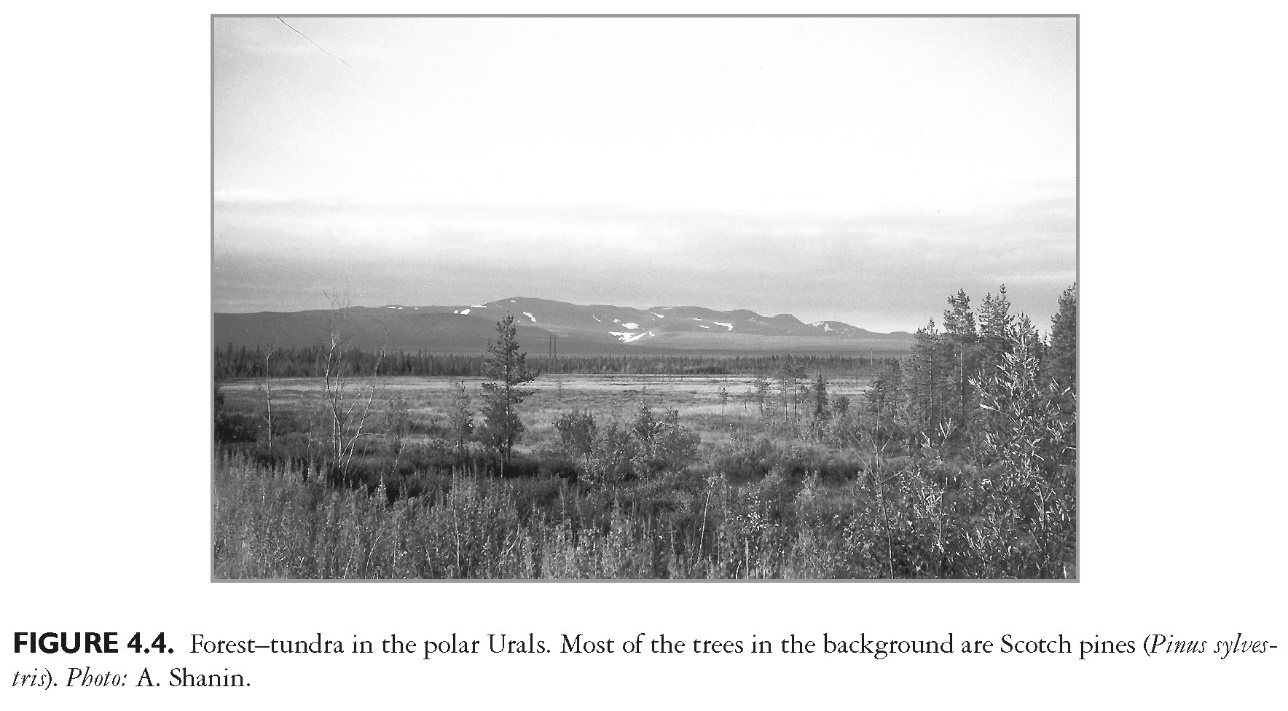 FIGURE 4.4. Forest–tundra in the polar Urals. Most of the trees in the background are Scotch pines (Pinus sylves-
tris). Photo: A. Shanin.